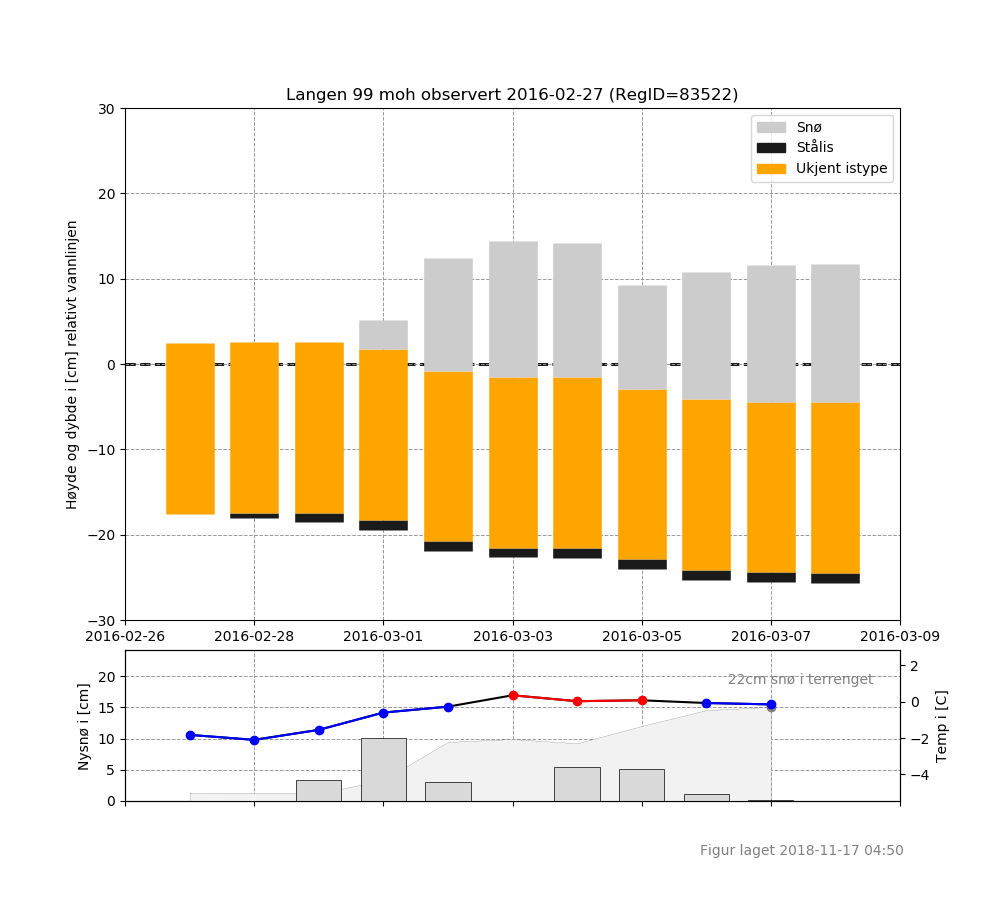 Langen 99 moh observert 2016-02-27 (RegID=83522)
Høyde og dybde i [cm] relativt vannlinjen
30
20
10
0
−10
−20
−30
Snø
Stålis
Ukjent istype
2016-02-26 2016-02-28 2016-03-01 2016-03-03 2016-03-05 2016-03-07 2016-03-09
Nysnø i [cm]
20
15
10
5
0
22cm snø i terrenget
2
0
−2
−4
Temp i [C]
Figur laget 2018-11-17 04:50